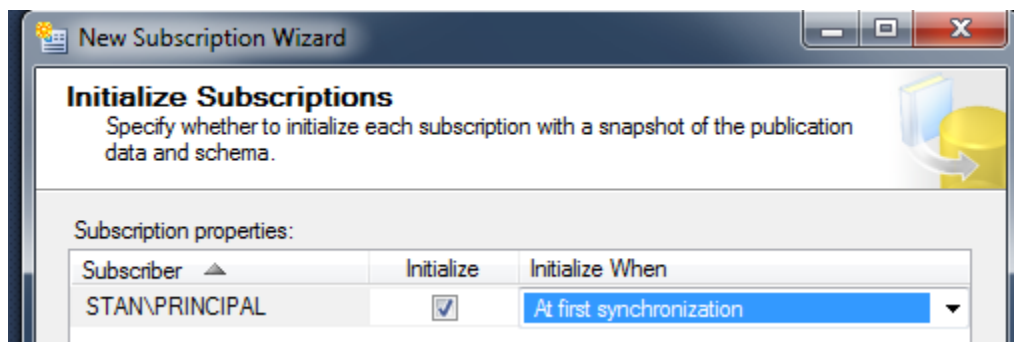 New Subscription Wizard
Initialize Subscriptions
Specify whether to initialize each subscription with a snapshot of the publication
data and schema.
Subscription properties:
Subscriber Initialize Initialize When
STAN\PRINCIPAL At first synchronization